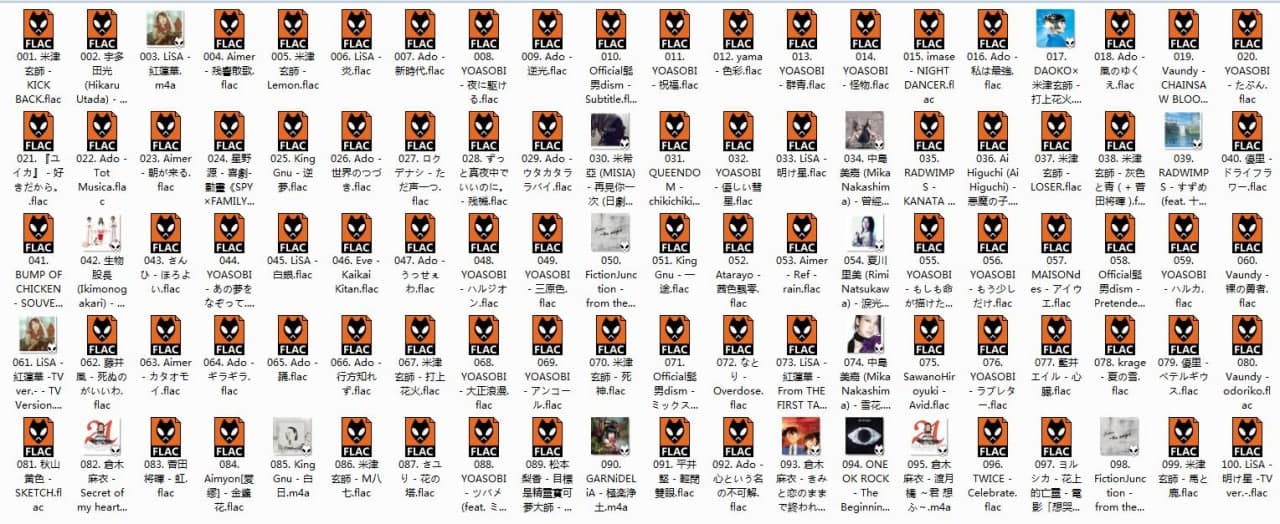 FLAC
001. 米津
玄師 -
KICK
BACK.flac
FLAC
002. 宇多
田光
(Hikaru
Utada) - ...
003. LiSA -
紅蓮華.
m4a
FLAC
004. Aimer
- 残響散歌.
flac
FLAC
005. 米津
玄師 -
Lemon.flac
FLAC
006. LiSA -
炎.flac
FLAC
007. Ado -
新時代.flac
FLAC
008.
YOASOBI
- 夜に駆け
る.flac
FLAC
009. Ado -
逆光.flac
FLAC
010.
Official髭
男dism -
Subtitle.fl...
FLAC
011.
YOASOBI
- 祝福.flac
FLAC
012. yama
- 色彩.flac
FLAC
013.
YOASOBI
- 群青.flac
FLAC
014.
YOASOBI
- 怪物.flac
FLAC
015. imase
- NIGHT
DANCER.fl
ac
FLAC
016. Ado -
私は最強.
flac
017.
DAOKO×
米津玄師 -
打上花火....
FLAC
018. Ado -
風のゆく
え.flac
FLAC
019.
Vaundy -
CHAINSA
W BLOO...
FLAC
020.
YOASOBI
- たぶん.
flac
FLAC
021. 『ユ
イカ』 - 好
きだから。
.flac
FLAC
022. Ado -
Tot
Musica.fla
c
FLAC
023. Aimer
- 朝が来る.
flac
FLAC
024. 星野
源 - 喜劇-
動畫《SPY
×FAMILY...
FLAC
025. King
Gnu - 逆
夢.flac
FLAC
026. Ado -
世界のつづ
き.flac
FLAC
027. ロク
デナシ - た
だ声一つ.
flac
FLAC
028. ずっ
と真夜中で
いいのに。
- 残機.flac
FLAC
029. Ado -
ウタカタラ
ラバイ.flac
030. 米希
亞 (MISIA)
- 再見你一
次 (日劇...
FLAC
031.
QUEENDO
M -
chikichiki...
FLAC
032.
YOASOBI
- 優しい彗
星.flac
FLAC
033. LiSA -
明け星.flac
034. 中島
美嘉 (Mika
Nakashima
) - 曾經...
FLAC
035.
RADWIMP
S -
KANATA ...
FLAC
036. Ai
Higuchi (Ai
Higuchi) -
悪魔の子....
FLAC
037. 米津
玄師 -
LOSER.flac
FLAC
038. 米津
玄師 - 灰色
と青 ( + 菅
田将暉 ).f...
039.
RADWIMP
S - すずめ
(feat. 十...
FLAC
040. 優里 -
ドライフラ
ワー.flac
FLAC
041.
BUMP OF
CHICKEN
- SOUVE...
042. 生物
股長
(Ikimonog
akari) - ...
FLAC
043. さん
ひ - ほろよ
い.flac
FLAC
044.
YOASOBI
- あの夢を
なぞって....
FLAC
045. LiSA -
白銀.flac
FLAC
046. Eve -
Kaikai
Kitan.flac
FLAC
047. Ado -
うっせぇ
わ.flac
FLAC
048.
YOASOBI
- ハルジオ
ン.flac
FLAC
049.
YOASOBI
- 三原色.
flac
050.
FictionJunc
tion -
from the...
FLAC
051. King
Gnu - 一
途.flac
FLAC
052.
Atarayo -
茜色飄零.
flac
FLAC
053. Aimer
- Ref -
rain.flac
054. 夏川
里美 (Rimi
Natsukawa
) - 淚光...
FLAC
055.
YOASOBI
- もしも命
が描けた...
FLAC
056.
YOASOBI
- もう少し
だけ.flac
FLAC
057.
MAISONd
es - アイウ
エ.flac
FLAC
058.
Official髭
男dism -
Pretende...
FLAC
059.
YOASOBI
- ハルカ.
flac
FLAC
060.
Vaundy -
裸の勇者.
flac
061. LiSA -
紅蓮華 -TV
ver.- - TV
Version....
FLAC
062. 藤井
風 - 死ぬの
がいいわ.
flac
FLAC
063. Aimer
- カタオモ
イ.flac
FLAC
064. Ado -
ギラギラ.
flac
FLAC
065. Ado -
踊.flac
FLAC
066. Ado -
行方知れ
ず.flac
FLAC
067. 米津
玄師 - 打上
花火.flac
FLAC
068.
YOASOBI
- 大正浪漫.
flac
FLAC
069.
YOASOBI
- アンコー
ル.flac
FLAC
070. 米津
玄師 - 死
神.flac
FLAC
071.
Official髭
男dism -
ミックス...
FLAC
072. なと
り -
Overdose.
flac
FLAC
073. LiSA -
紅蓮華 -
From THE
FIRST TA...
074. 中島
美嘉 (Mika
Nakashima
) - 雪花....
FLAC
075.
SawanoHir
oyuki -
Avid.flac
FLAC
076.
YOASOBI
- ラブレタ
ー.flac
FLAC
077. 藍井
エイル - 心
臓.flac
FLAC
078. krage
- 夏の雪.
flac
FLAC
079. 優里 -
ベテルギウ
ス.flac
FLAC
080.
Vaundy -
odoriko.fl
ac
FLAC
081. 秋山
黄色 -
SKETCH.fl
ac
082. 倉木
麻衣 -
Secret of
my heart...
FLAC
083. 菅田
将暉 - 虹.
flac
FLAC
084.
Aimyon[愛
繆] - 金盞
花.flac
085. King
Gnu - 白
日.m4a
FLAC
086. 米津
玄師 - M八
七.flac
FLAC
087. さユ
り - 花の
塔.flac
FLAC
088.
YOASOBI
- ツバメ
(feat. ミ...
FLAC
089. 松本
梨香 - 目標
是精靈寶可
夢大師 - ...
090.
GARNiDEL
iA - 極楽浄
土.m4a
FLAC
091. 平井
堅 - 輕閉
雙眼.flac
FLAC
092. Ado -
心という名
の不可解.
flac
093. 倉木
麻衣 - きみ
と恋のまま
で終われ...
094. ONE
OK ROCK
- The
Beginnin...
095. 倉木
麻衣 - 渡月
橋 ～君 想
ふ～.m4a
FLAC
096.
TWICE -
Celebrate.
flac
FLAC
097. ヨル
シカ - 花上
的亡靈 - 電
影「想哭...
098.
FictionJunc
tion -
from the...
FLAC
099. 米津
玄師 - 馬と
鹿.flac
FLAC
100. LiSA -
明け星 -TV
ver.-.flac